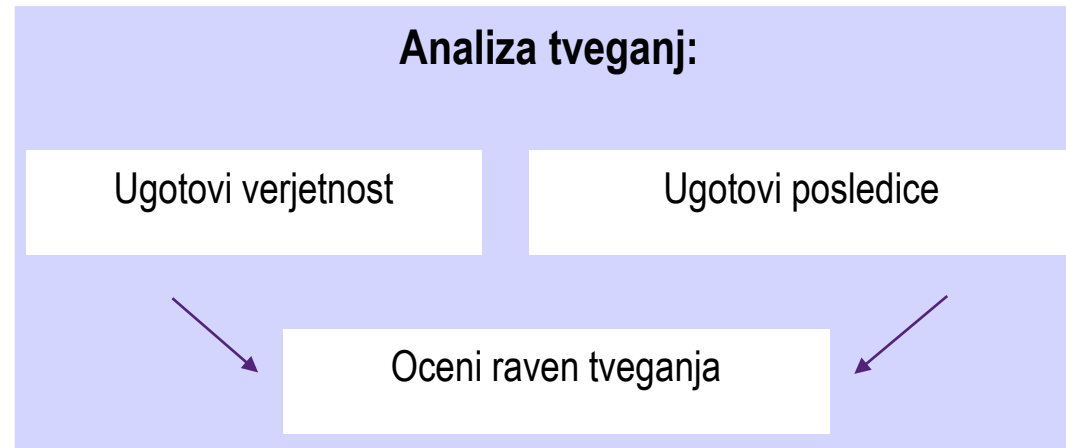 Analiza tveganj:
Ugotovi verjetnost
Ugotovi posledice
Oceni raven tveganja